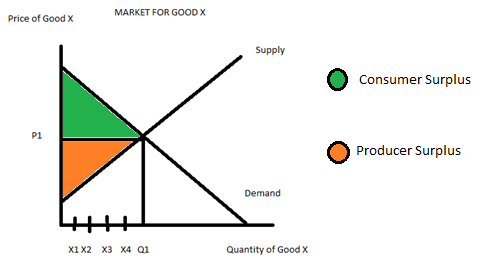 MARKET FOR GOOD X
Price of Good X
Supply
Consumer Surplus
P1
Producer Surplus
Demand
X1 X2 X3 X4 Q1 Quantity of Good X